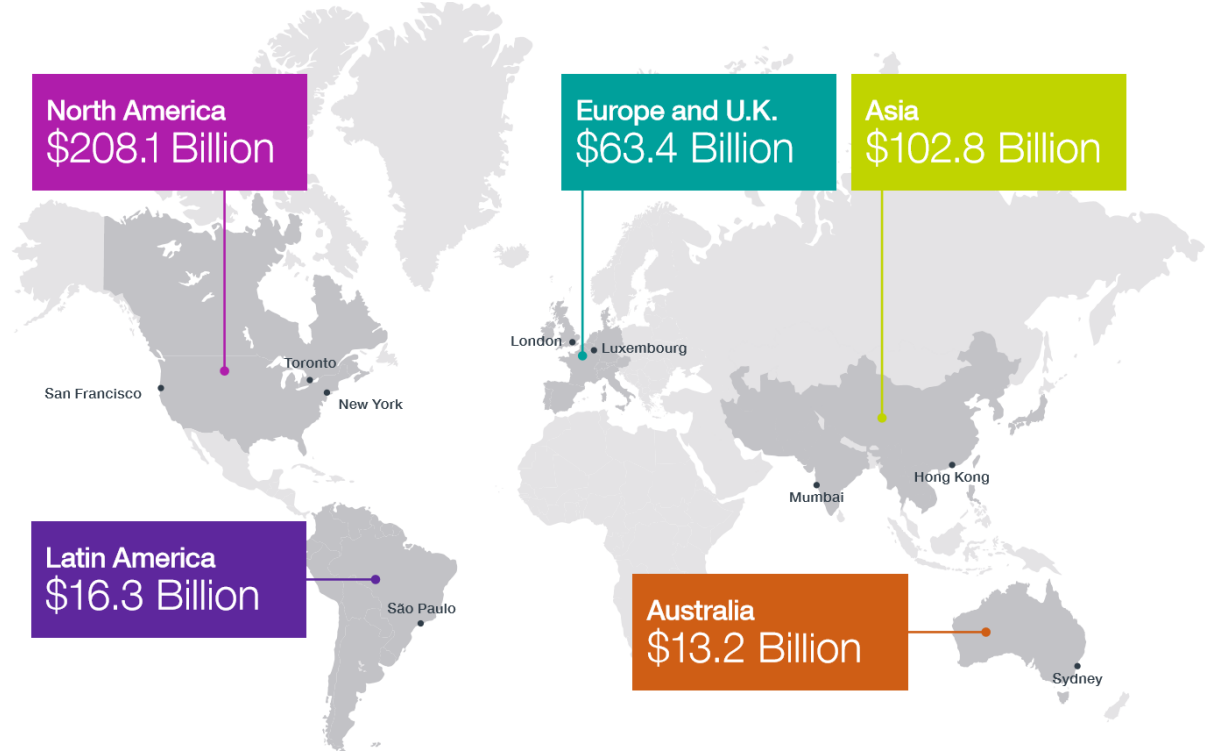 North America
$208.1 Billion
Europe and U.K.
$63.4 Billion
Asia
$102.8 Billion
London
Luxembourg
Toronto
San Francisco
New York
Hong Kong
Mumbai
Latin America
$16.3 Billion
São Paulo
Australia
$13.2 Billion
Sydney